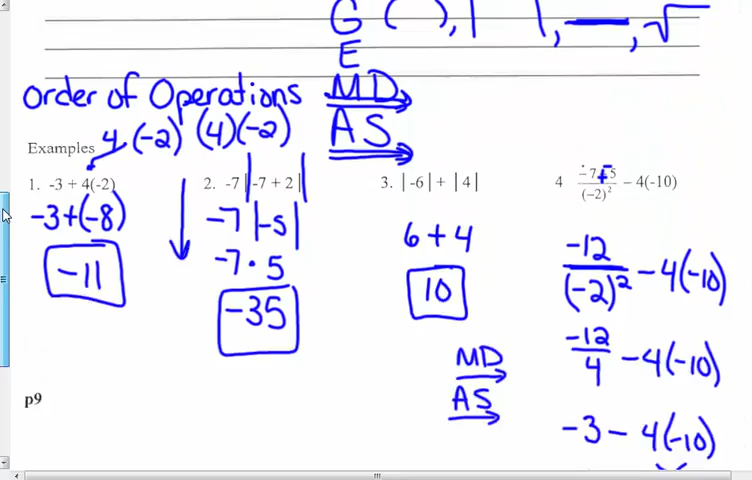 G ( ), | |, —, √
E
Order of Operations MD
4 (-2) (4)(-2) AS
Examples
1. -3 + 4(-2)
-3+(-8)
-11
2. -7 | -7 + 2 |
-7 |-5|
-7 · 5
-35
3. | -6 | + | 4 |
6 + 4
10
MD
AS
4 (-7 + -5)/(-2)² - 4(-10)
-12/(-2)² - 4(-10)
-12/4 - 4(-10)
-3 - 4(-10)
p9